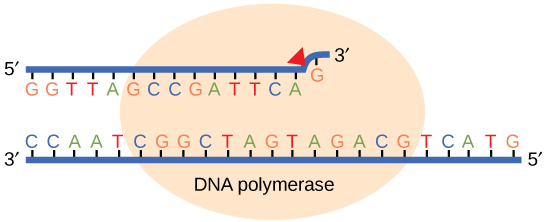 5′ 3′
G G T T A G C C G A T T C A G
C C A A T C G G C T A G T A G A C G T C A T G
3′ 5′
DNA polymerase